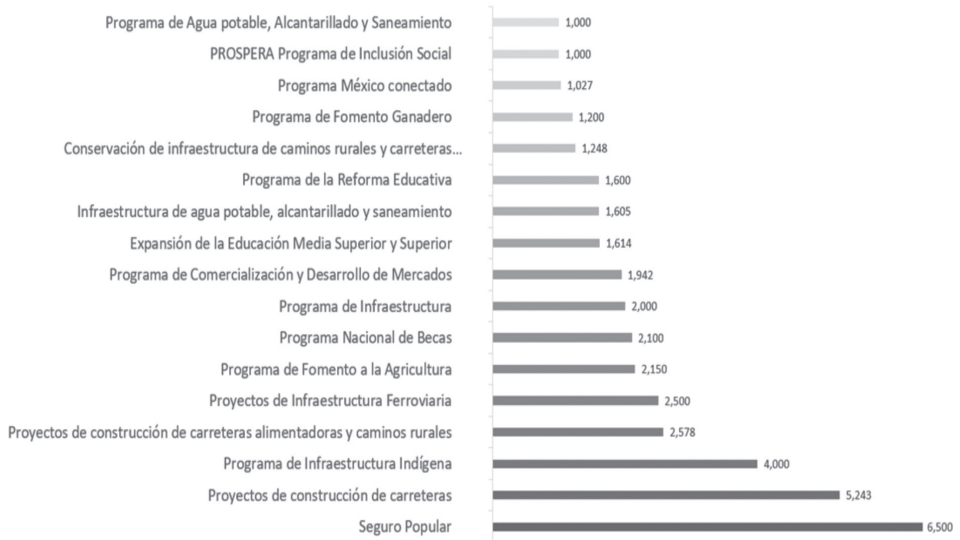 Programa de Agua potable, Alcantarillado y Saneamiento 1,000
PROSPERA Programa de Inclusión Social 1,000
Programa México conectado 1,027
Programa de Fomento Ganadero 1,200
Conservación de infraestructura de caminos rurales y carreteras... 1,248
Programa de la Reforma Educativa 1,600
Infraestructura de agua potable, alcantarillado y saneamiento 1,605
Expansión de la Educación Media Superior y Superior 1,614
Programa de Comercialización y Desarrollo de Mercados 1,942
Programa de Infraestructura 2,000
Programa Nacional de Becas 2,100
Programa de Fomento a la Agricultura 2,150
Proyectos de Infraestructura Ferroviaria 2,500
Proyectos de construcción de carreteras alimentadoras y caminos rurales 2,578
Programa de Infraestructura Indígena 4,000
Proyectos de construcción de carreteras 5,243
Seguro Popular 6,500